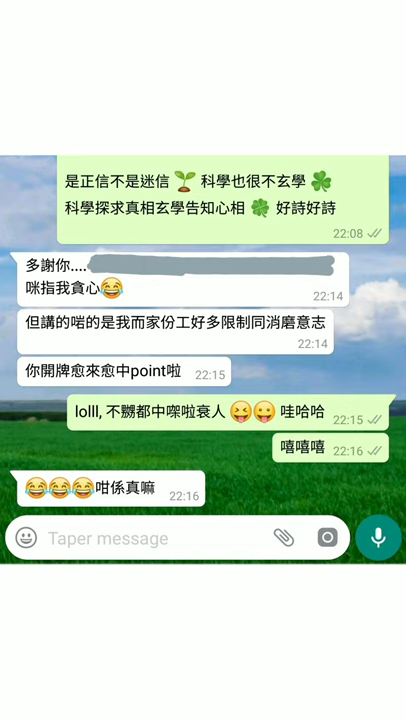 是正信不是迷信🌱 科學也很不玄學🍀
科學探求真相玄學告知心相🍀 好詩好詩
22:08
多謝你....
咪指我貪心😂
22:14
但講的啱的是我而家份工好多限制同消磨意志
22:14
你開牌愈來愈中point啦 22:15
lolll, 不嬲都中㗎啦衰人😝😛 哇哈哈 22:15
嘻嘻嘻 22:16
😂😂😂咁係真嘛 22:16
Taper message